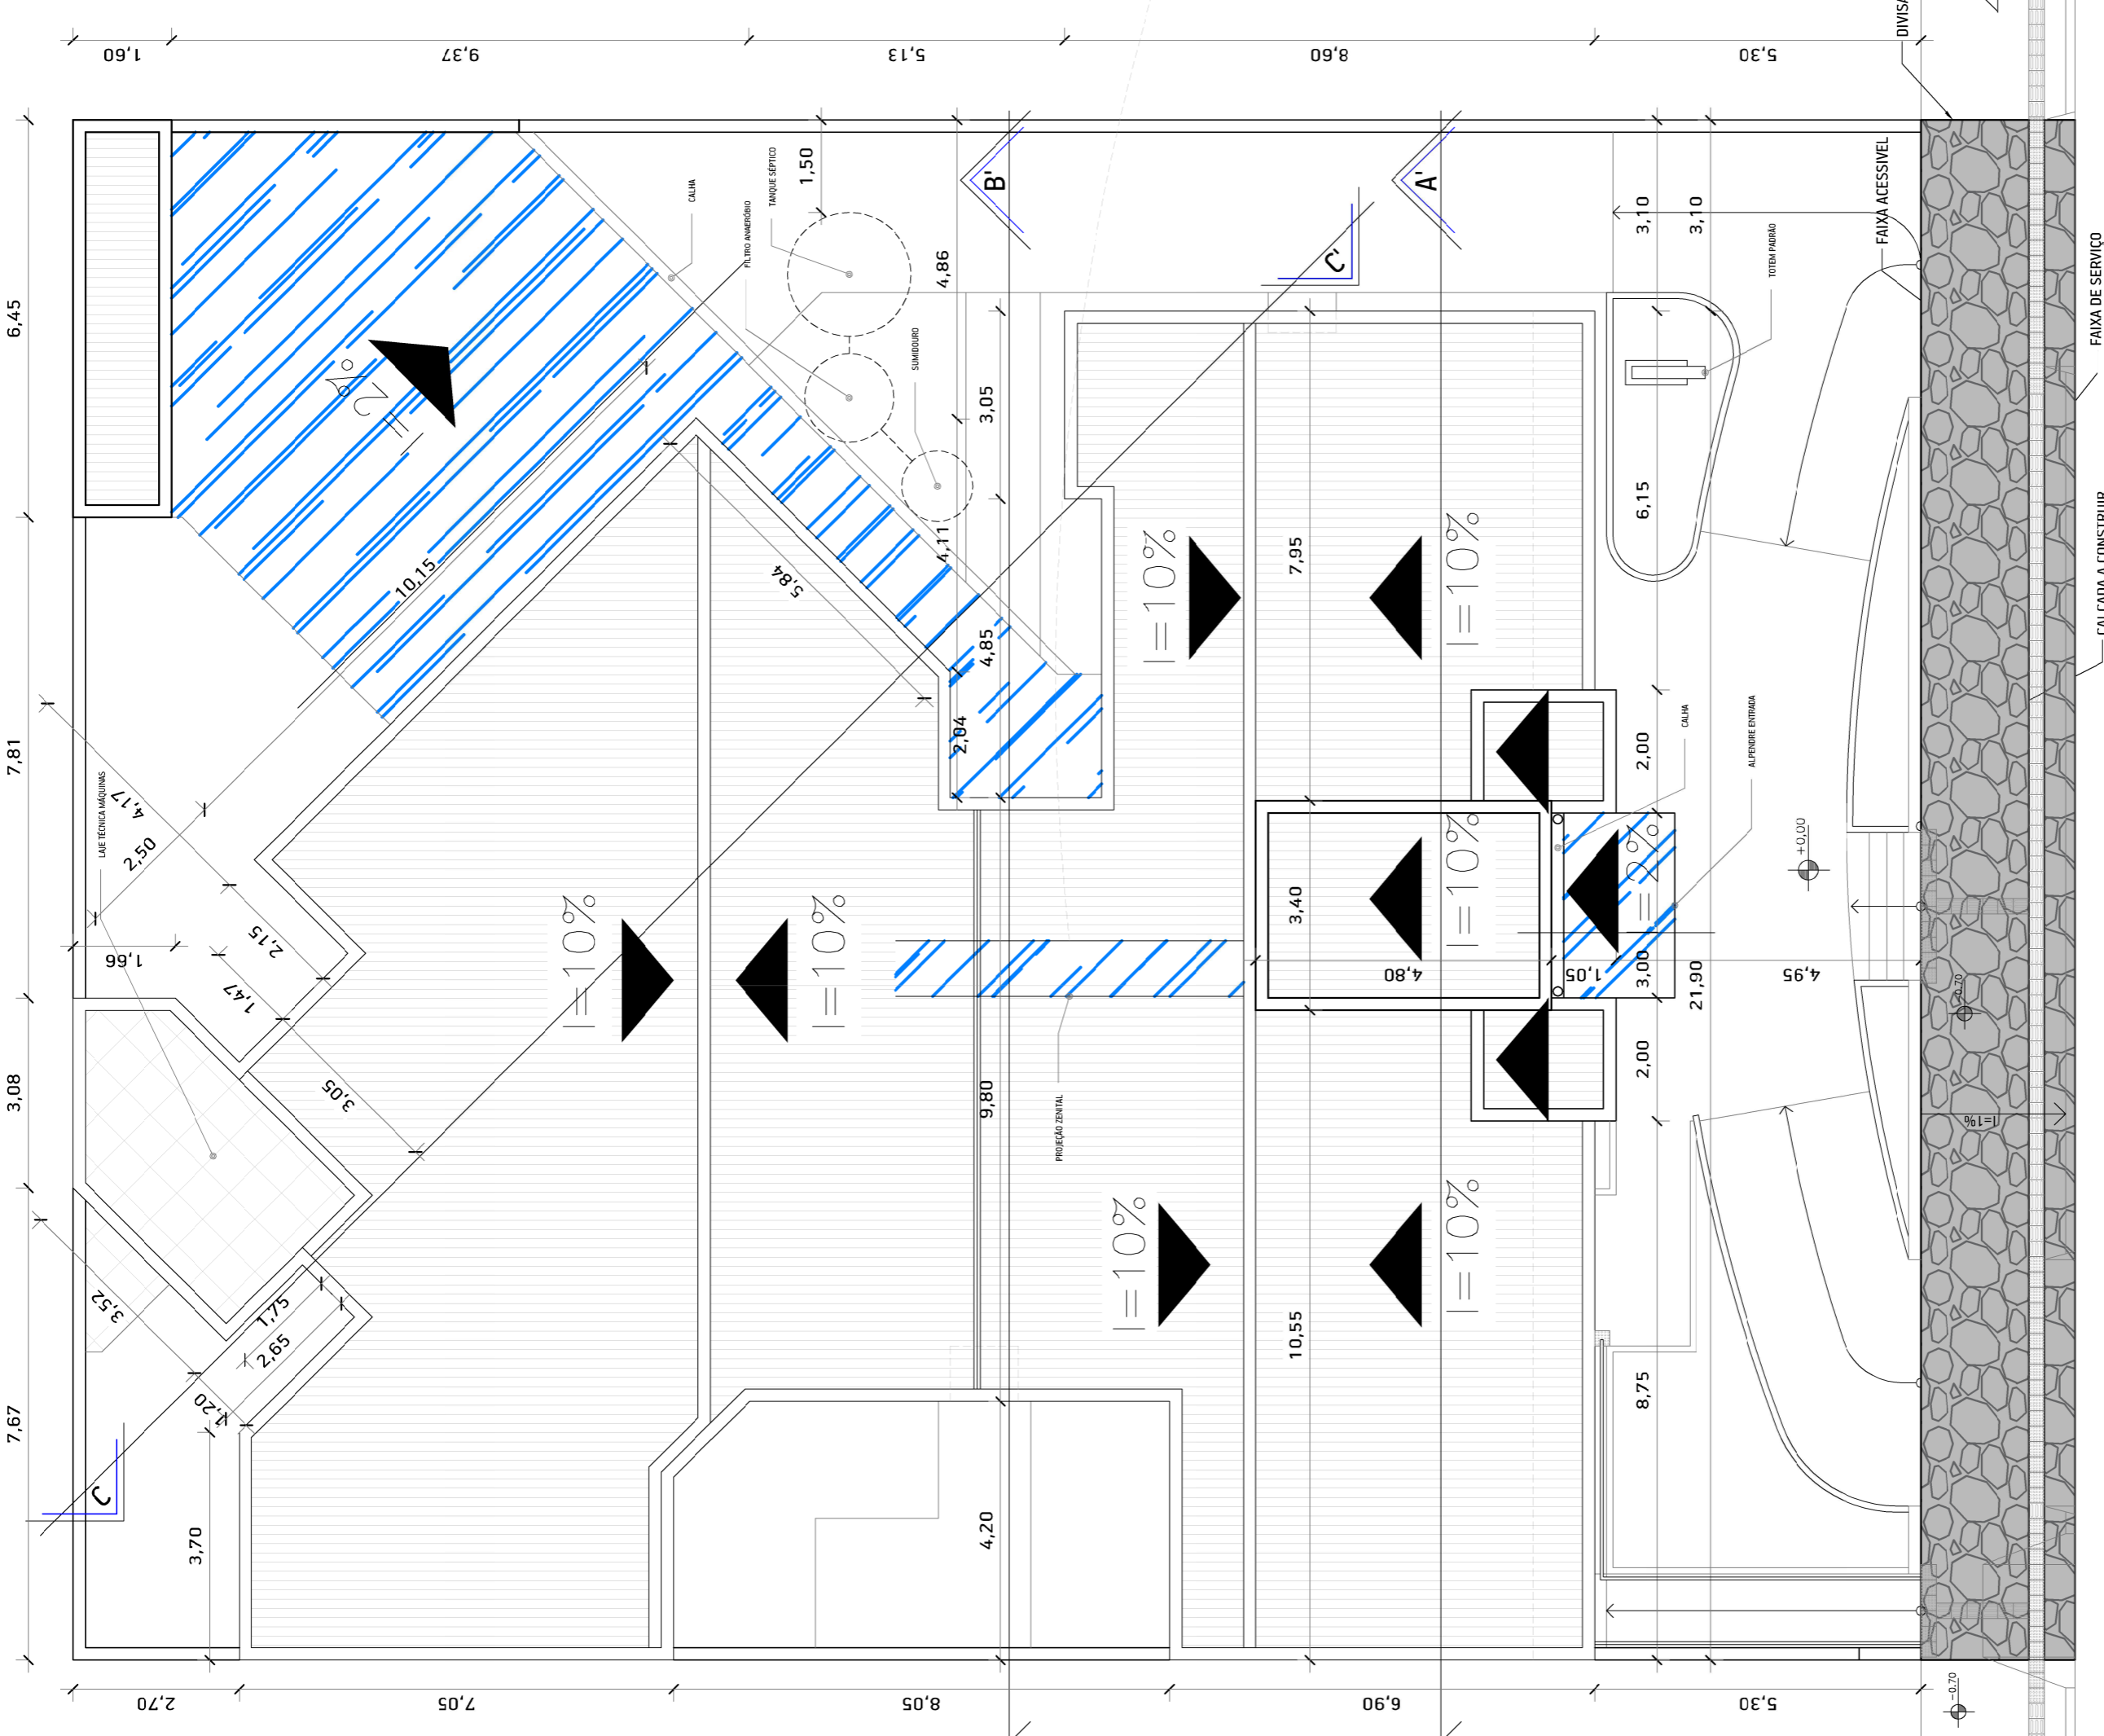 1,60
9,37
5,13
8,60
5,30
DIVISA
6,45
7,81
3,08
7,67
CALHA
FILTRO ANAERÓBIO
TANQUE SÉPTICO
1,50
B'
A'
C'
4,86
3,10
3,10
FAIXA ACESSIVEL
TOTEM PADRÃO
FAIXA DE SERVIÇO
SUMIDOURO
3,05
6,15
4,11
10,15
5,84
I=10%
7,95
I=10%
4,85
2,04
LAJE TÉCNICA MÁQUINAS
4,17
2,50
2,00
CALHA
ALPENDRE ENTRADA
+0,00
1,66
2,15
1,47
I=10%
I=10%
3,40
I=10%
4,80
1,05
3,00
21,90
4,95
-0,70
3,05
9,80
PROJEÇÃO ZENITAL
2,00
I=1%
3,52
1,75
2,65
I=10%
I=10%
10,55
8,75
C
3,70
4,20
2,70
7,05
8,05
6,90
5,30
-0,70